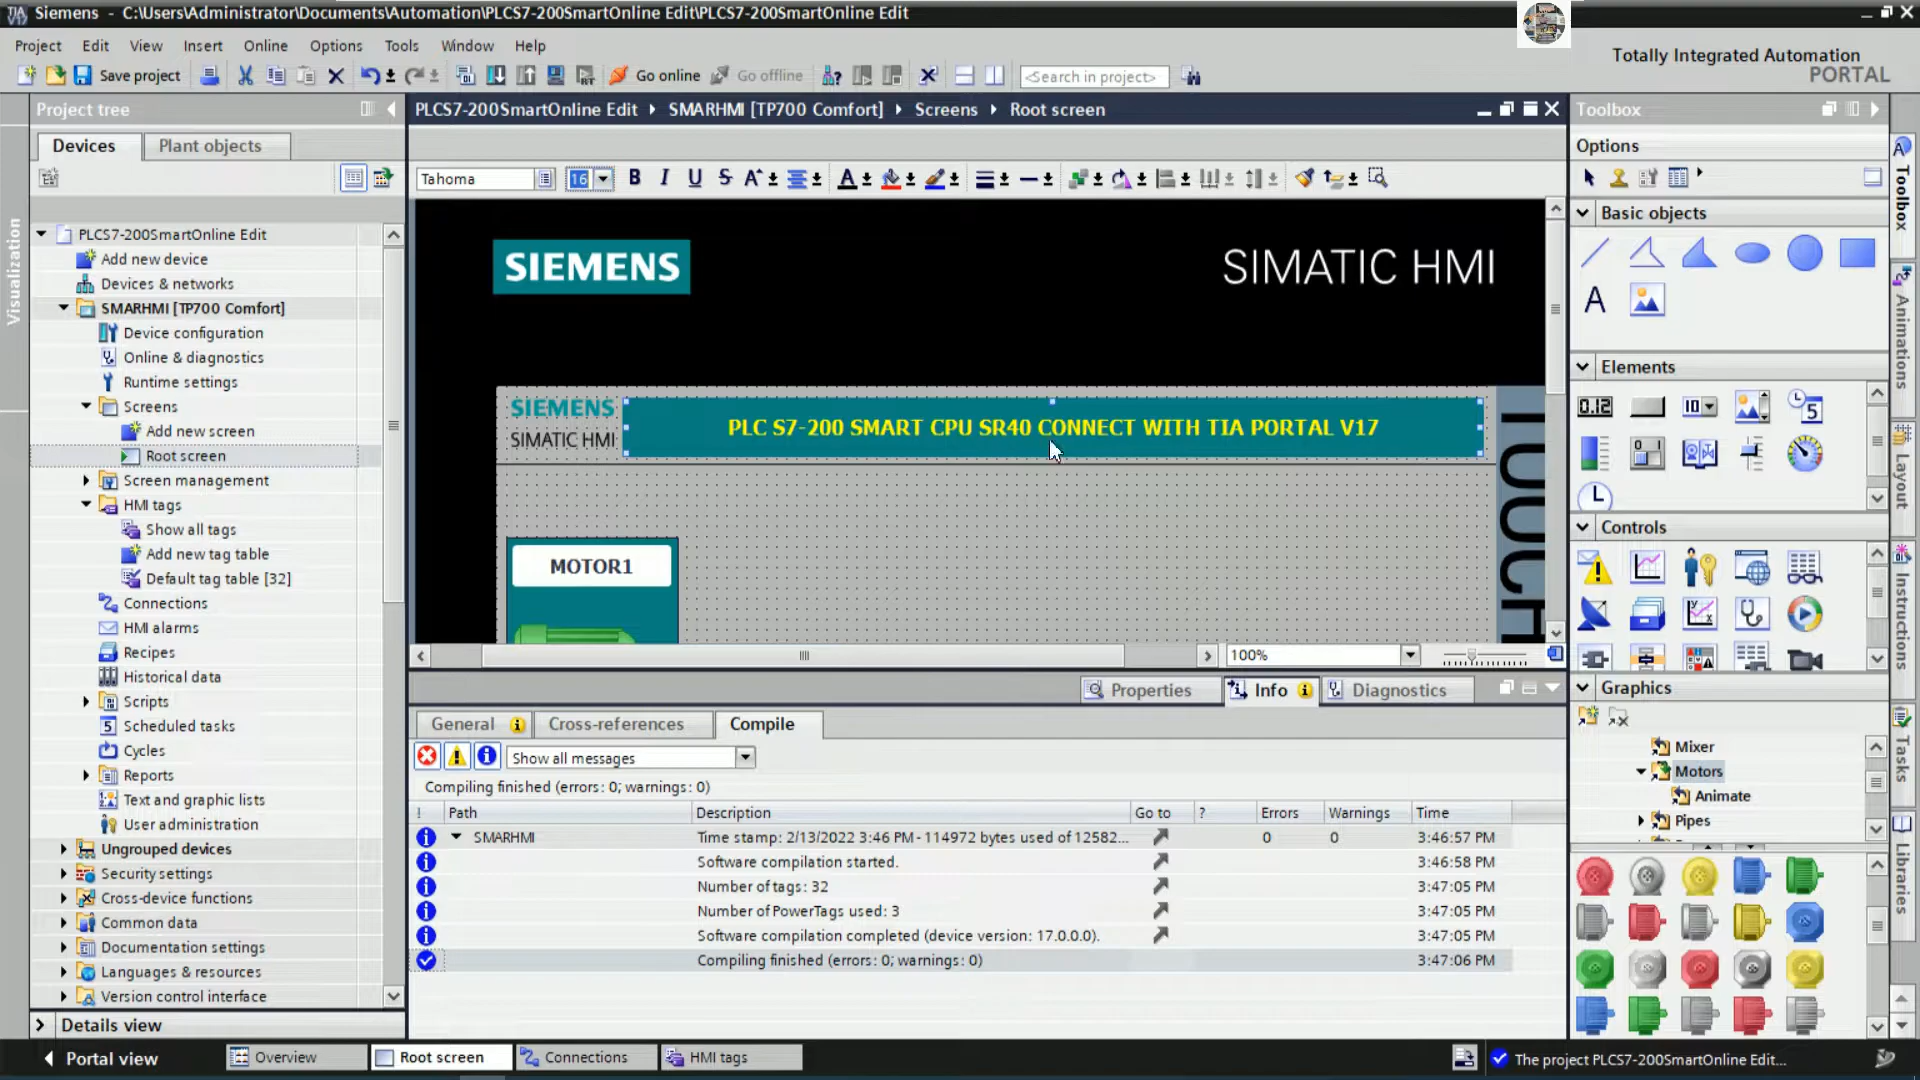 Siemens - C:\Users\Administrator\Documents\Automation\PLCS7-200SmartOnline Edit\PLCS7-200SmartOnline Edit
Project Edit View Insert Online Options Tools Window Help
Totally Integrated Automation
PORTAL
Save project
Go online
Go offline
<Search in project>
Project tree
PLCS7-200SmartOnline Edit
SMARHMI [TP700 Comfort]
Screens
Root screen
Toolbox
Devices
Plant objects
Options
Tahoma
16
Visualization
PLCS7-200SmartOnline Edit
Add new device
Devices & networks
SMARHMI [TP700 Comfort]
Device configuration
Online & diagnostics
Runtime settings
Screens
Add new screen
Root screen
Screen management
HMI tags
Show all tags
Add new tag table
Default tag table [32]
Connections
HMI alarms
Recipes
Historical data
Scripts
Scheduled tasks
Cycles
Reports
Text and graphic lists
User administration
Ungrouped devices
Security settings
Cross-device functions
Common data
Documentation settings
Languages & resources
Version control interface
Details view
SIEMENS
SIMATIC HMI
SIEMENS
SIMATIC HMI
PLC S7-200 SMART CPU SR40 CONNECT WITH TIA PORTAL V17
TOUCH
MOTOR1
100%
Properties
Info
Diagnostics
General
Cross-references
Compile
Show all messages
Compiling finished (errors: 0; warnings: 0)
! Path Description Go to ? Errors Warnings Time
SMARHMI Time stamp: 2/13/2022 3:46 PM - 114972 bytes used of 12582... 0 0 3:46:57 PM
Software compilation started. 3:46:58 PM
Number of tags: 32 3:47:05 PM
Number of PowerTags used: 3 3:47:05 PM
Software compilation completed (device version: 17.0.0.0). 3:47:05 PM
Compiling finished (errors: 0; warnings: 0) 3:47:06 PM
Basic objects
Elements
Controls
Graphics
Mixer
Motors
Animate
Pipes
Toolbox
Animations
Layout
Instructions
Tasks
Libraries
Portal view
Overview
Root screen
Connections
HMI tags
The project PLCS7-200SmartOnline Edit...